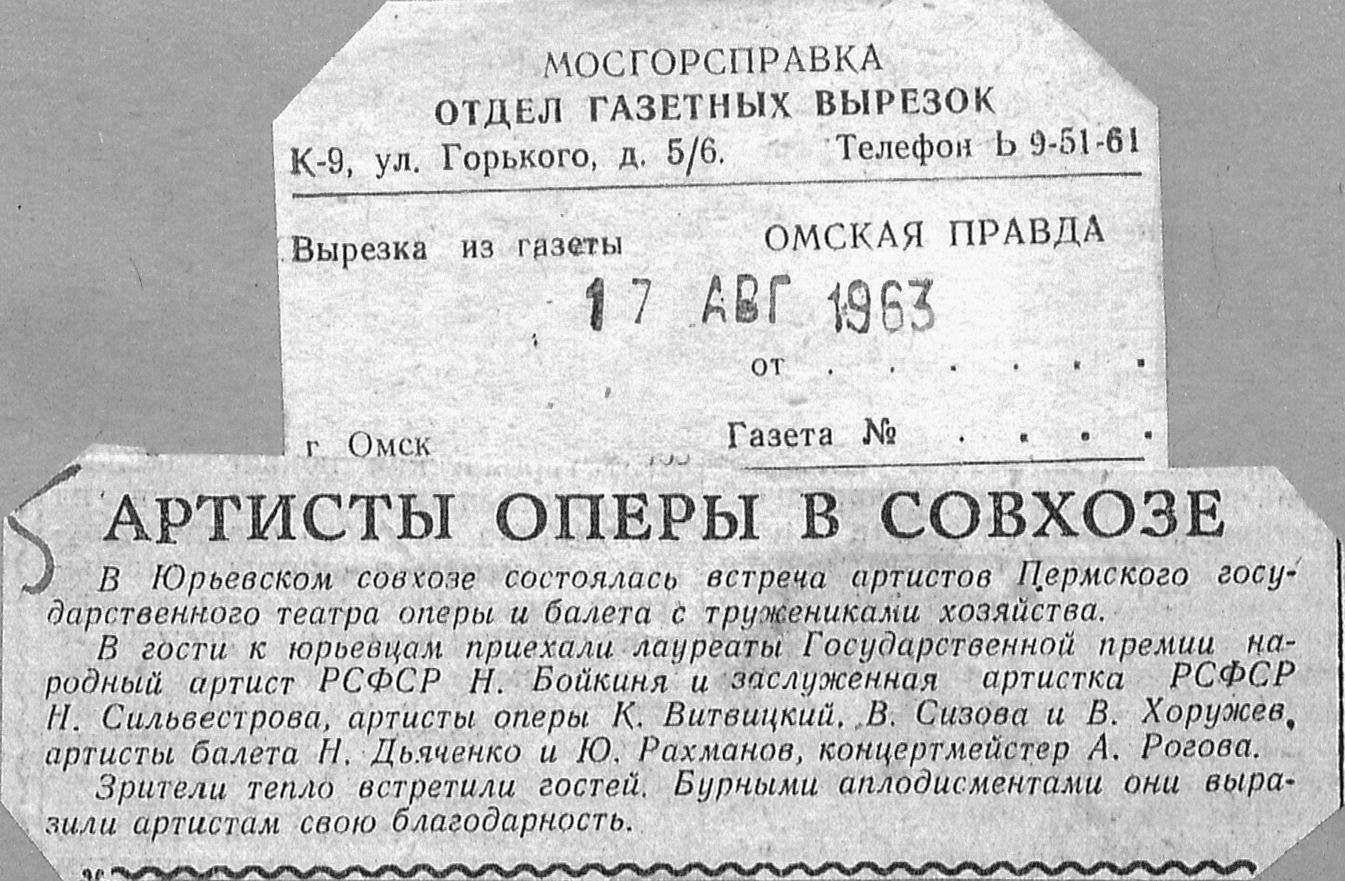 МОСГОРСПРАВКА
ОТДЕЛ ГАЗЕТНЫХ ВЫРЕЗОК
К-9, ул. Горького, д. 5/6. Телефон Ь 9-51-61
Вырезка из газеты ОМСКАЯ ПРАВДА
17 АВГ 1963
от . . . . . .
г Омск Газета № . . . .
АРТИСТЫ ОПЕРЫ В СОВХОЗЕ
В Юрьевском совхозе состоялась встреча артистов Пермского госу-
дарственного театра оперы и балета с тружениками хозяйства.
В гости к юрьевцам приехали лауреаты Государственной премии на-
родный артист РСФСР Н. Бойкиня и заслуженная артистка РСФСР
Н. Сильвестрова, артисты оперы К. Витвицкий, В. Сизова и В. Хоружев,
артисты балета Н. Дьяченко и Ю. Рахманов, концертмейстер А. Рогова.
Зрители тепло встретили гостей. Бурными аплодисментами они выра-
зили артистам свою благодарность.